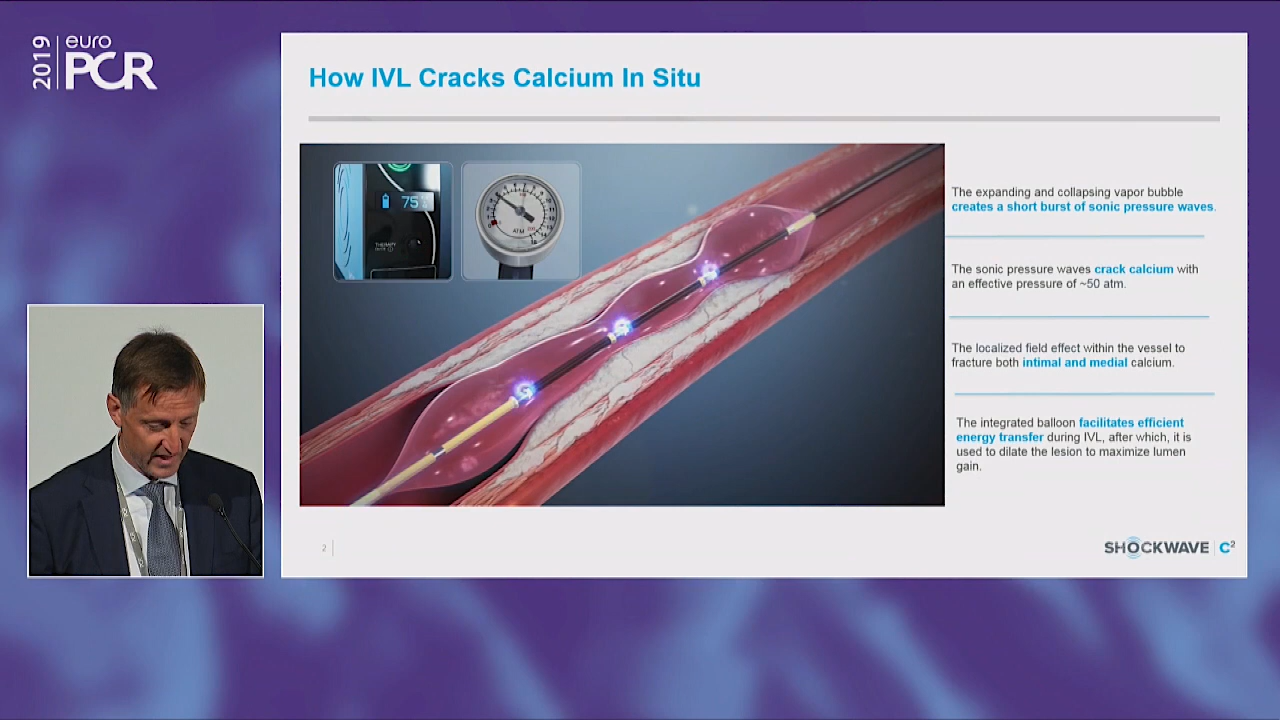 2019
euro
PCR
How IVL Cracks Calcium In Situ
75%
THERAPY
ATM
The expanding and collapsing vapor bubble
creates a short burst of sonic pressure waves.
The sonic pressure waves crack calcium with
an effective pressure of ~50 atm.
The localized field effect within the vessel to
fracture both intimal and medial calcium.
The integrated balloon facilitates efficient
energy transfer during IVL, after which, it is
used to dilate the lesion to maximize lumen
gain.
2
SHOCKWAVE C²